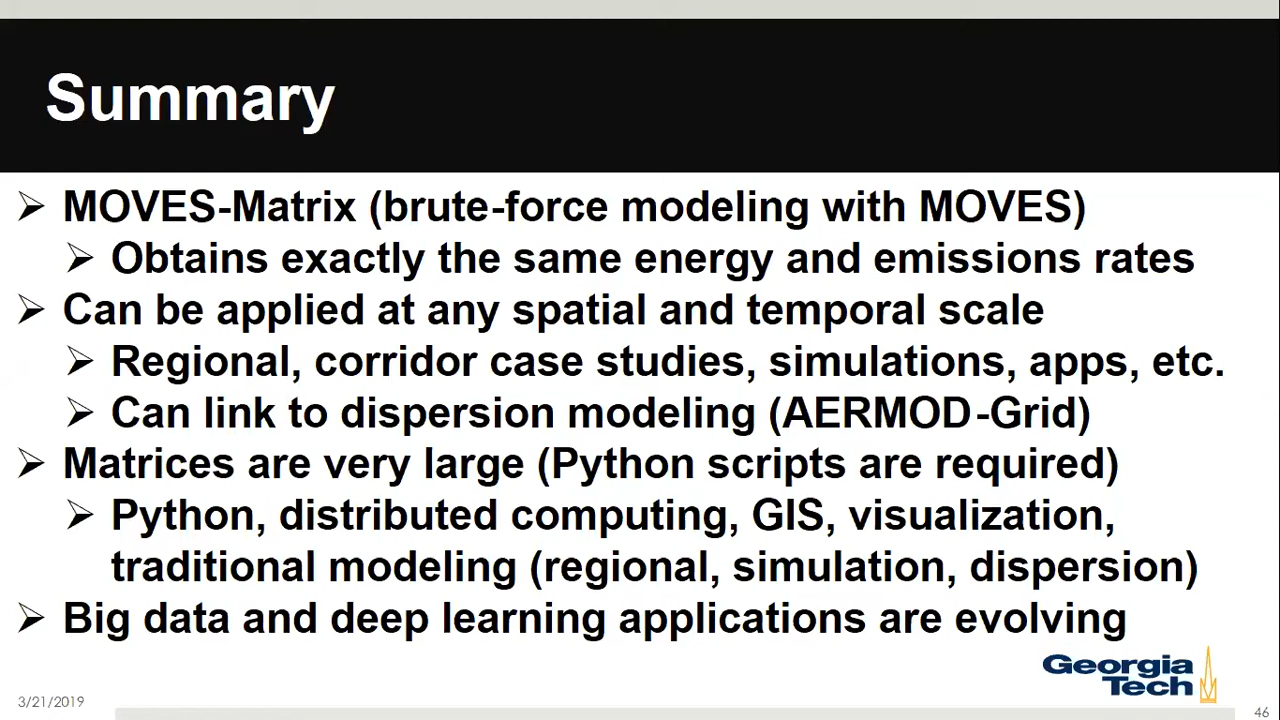 Summary
➢ MOVES-Matrix (brute-force modeling with MOVES)
➢ Obtains exactly the same energy and emissions rates
➢ Can be applied at any spatial and temporal scale
➢ Regional, corridor case studies, simulations, apps, etc.
➢ Can link to dispersion modeling (AERMOD-Grid)
➢ Matrices are very large (Python scripts are required)
➢ Python, distributed computing, GIS, visualization,
traditional modeling (regional, simulation, dispersion)
➢ Big data and deep learning applications are evolving
Georgia
Tech
3/21/2019
46